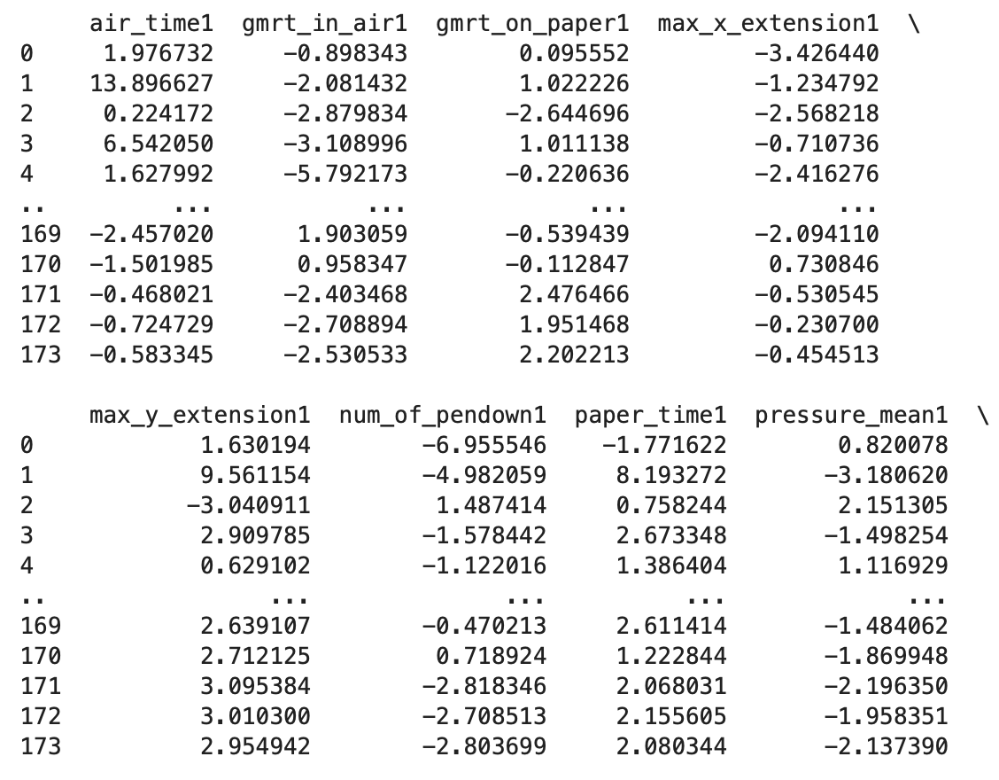 air_time1 gmrt_in_air1 gmrt_on_paper1 max_x_extension1 \
0 1.976732 −0.898343 0.095552 −3.426440
1 13.896627 −2.081432 1.022226 −1.234792
2 0.224172 −2.879834 −2.644696 −2.568218
3 6.542050 −3.108996 1.011138 −0.710736
4 1.627992 −5.792173 −0.220636 −2.416276
.. ... ... ... ...
169 −2.457020 1.903059 −0.539439 −2.094110
170 −1.501985 0.958347 −0.112847 0.730846
171 −0.468021 −2.403468 2.476466 −0.530545
172 −0.724729 −2.708894 1.951468 −0.230700
173 −0.583345 −2.530533 2.202213 −0.454513
max_y_extension1 num_of_pendown1 paper_time1 pressure_mean1 \
0 1.630194 −6.955546 −1.771622 0.820078
1 9.561154 −4.982059 8.193272 −3.180620
2 −3.040911 1.487414 0.758244 2.151305
3 2.909785 −1.578442 2.673348 −1.498254
4 0.629102 −1.122016 1.386404 1.116929
.. ... ... ... ...
169 2.639107 −0.470213 2.611414 −1.484062
170 2.712125 0.718924 1.222844 −1.869948
171 3.095384 −2.818346 2.068031 −2.196350
172 3.010300 −2.708513 2.155605 −1.958351
173 2.954942 −2.803699 2.080344 −2.137390